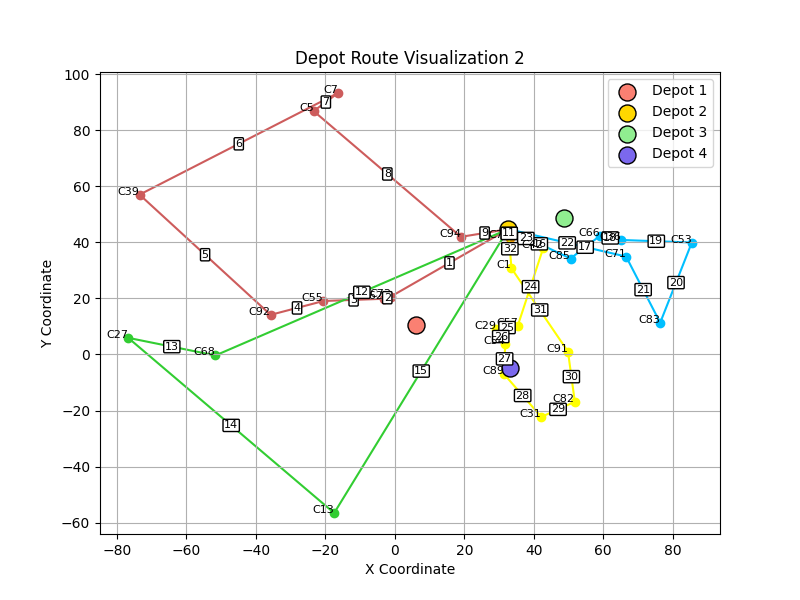 Depot Route Visualization 2
Depot 1
Depot 2
Depot 3
Depot 4
Y Coordinate
100
80
60
40
20
0
−20
−40
−60
−80
−60
−40
−20
0
20
40
60
80
X Coordinate
C7
7
C5
6
8
C39
5
C94
9
11
1
32
C1
23
22
C85
17
C66
19
C53
C71
21
20
C83
C92
4
C55
12
2
C27
13
C68
14
15
C13
24
31
C29
C57
25
26
27
C89
28
C31
29
C82
30
C91